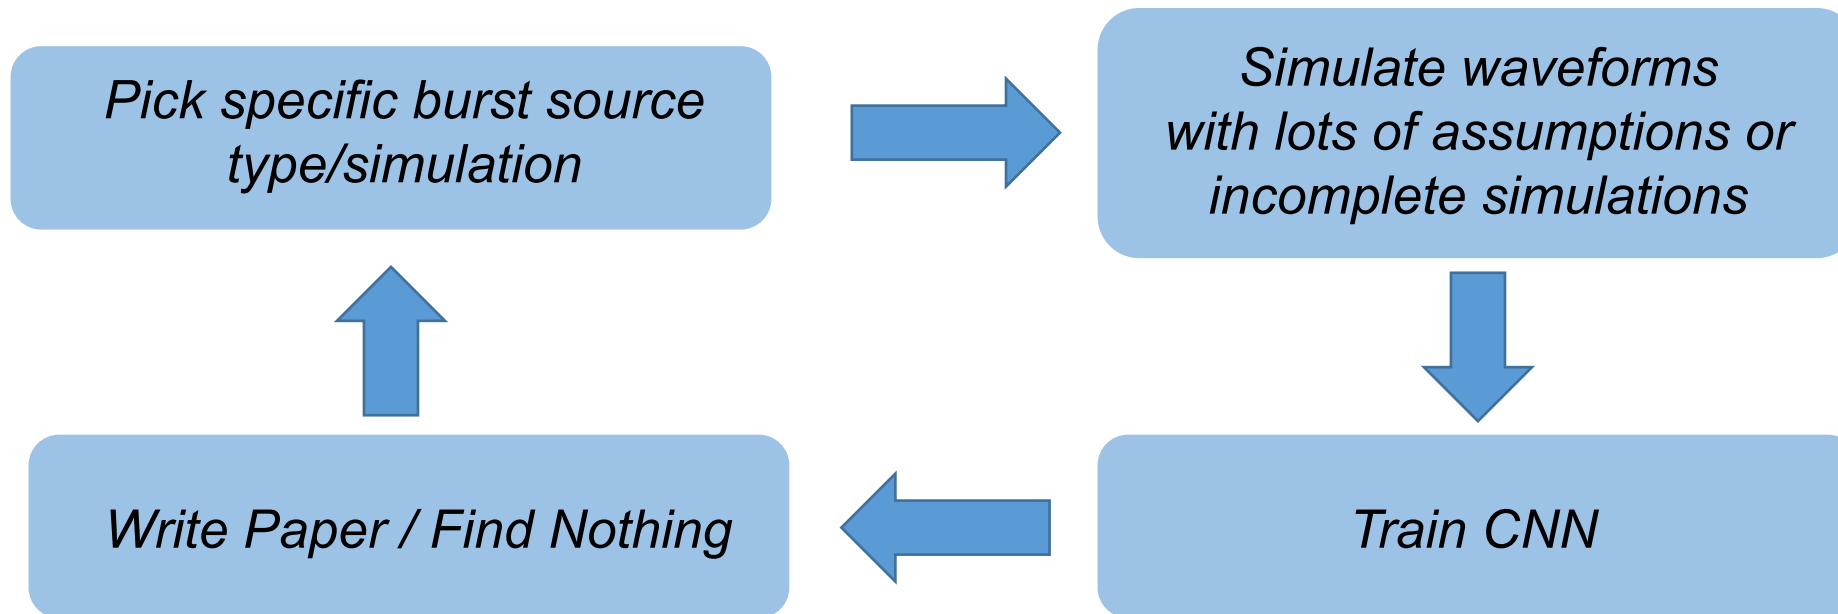 Pick specific burst source
type/simulation
Simulate waveforms
with lots of assumptions or
incomplete simulations
Write Paper / Find Nothing
Train CNN